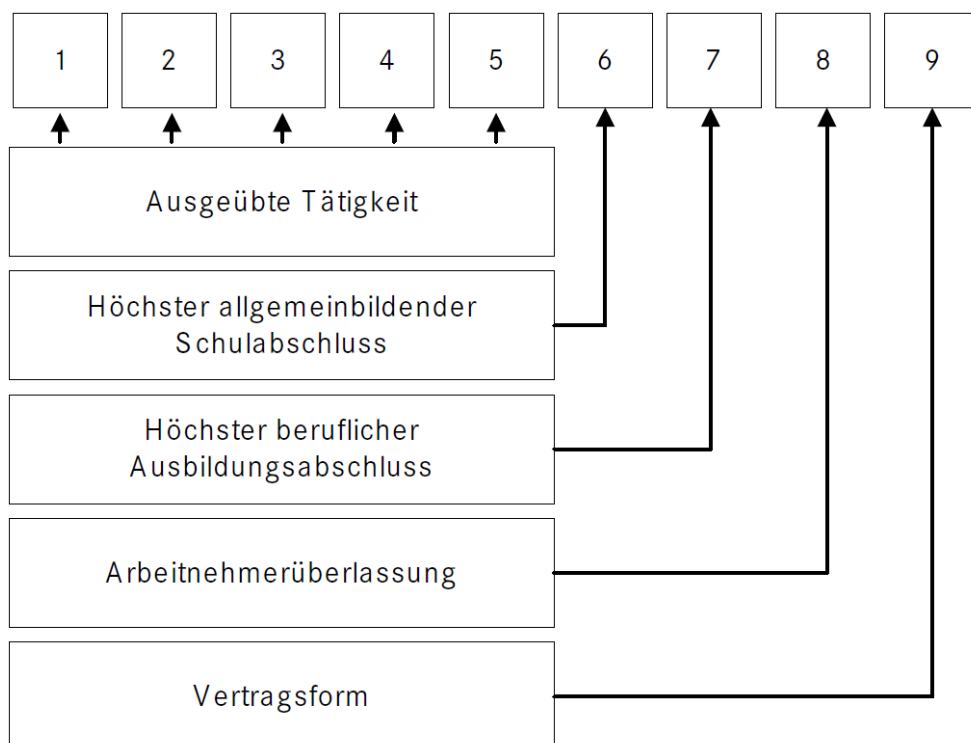 1 2 3 4 5 6 7 8 9
Ausgeübte Tätigkeit
Höchster allgemeinbildender
Schulabschluss
Höchster beruflicher
Ausbildungsabschluss
Arbeitnehmerüberlassung
Vertragsform